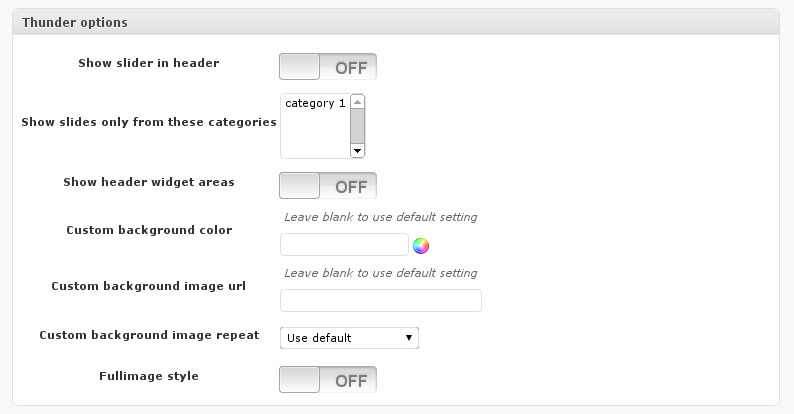 Thunder options
Show slider in header OFF
Show slides only from these categories category 1
Show header widget areas OFF
Leave blank to use default setting
Custom background color
Leave blank to use default setting
Custom background image url
Custom background image repeat Use default
Fullimage style OFF